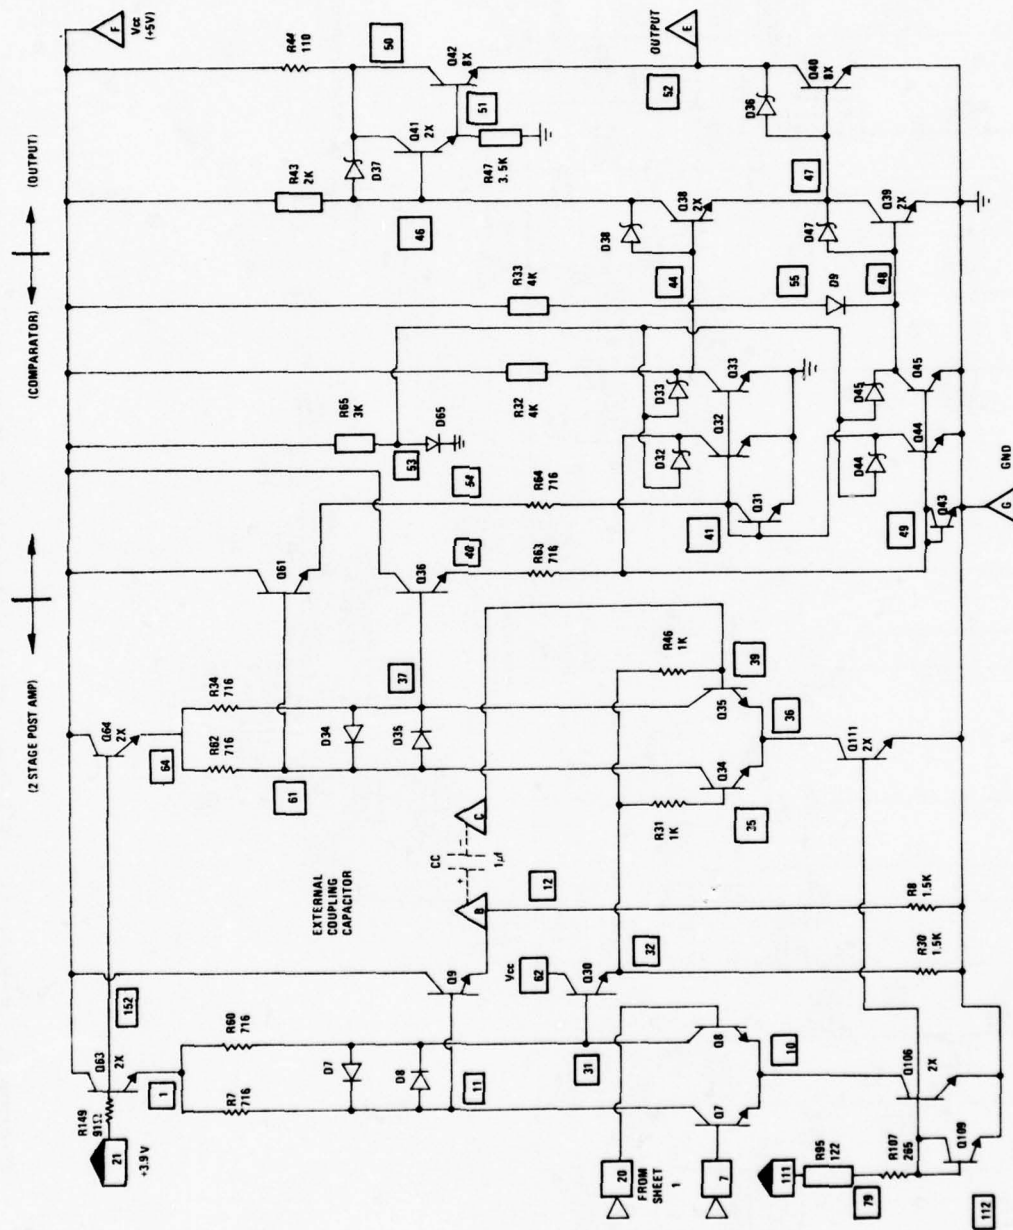 (2 STAGE POST AMP)
(COMPARATOR)
(OUTPUT)
F
Vcc
(+5V)
R44
110
50
Q42
8X
51
Q41
2X
R43
2K
D37
R47
3.5K
46
OUTPUT
E
52
D36
Q40
8X
47
Q38
2X
D38
44
D47
Q39
2X
48
R33
4K
55
D9
R32
4K
D33
Q33
D45
Q45
R65
3K
D65
53
D32
Q32
D44
Q44
54
R64
716
Q31
41
49
Q43
G
GND
Q61
Q36
40
R63
716
Q64
2X
64
R34
716
R62
716
61
37
D34
D35
R46
1K
39
Q35
36
Q34
R31
1K
35
Q111
2X
EXTERNAL
COUPLING
CAPACITOR
CC
+
−
1μf
C
B
12
R8
1.5K
R30
1.5K
152
Q63
2X
R149
91Ω
21
+3.9V
1
R60
716
R7
716
D7
D8
11
Q9
Vcc
62
Q30
32
31
Q8
Q7
10
20
FROM
SHEET
1
7
Q106
2X
111
R95
122
79
R107
265
Q109
112